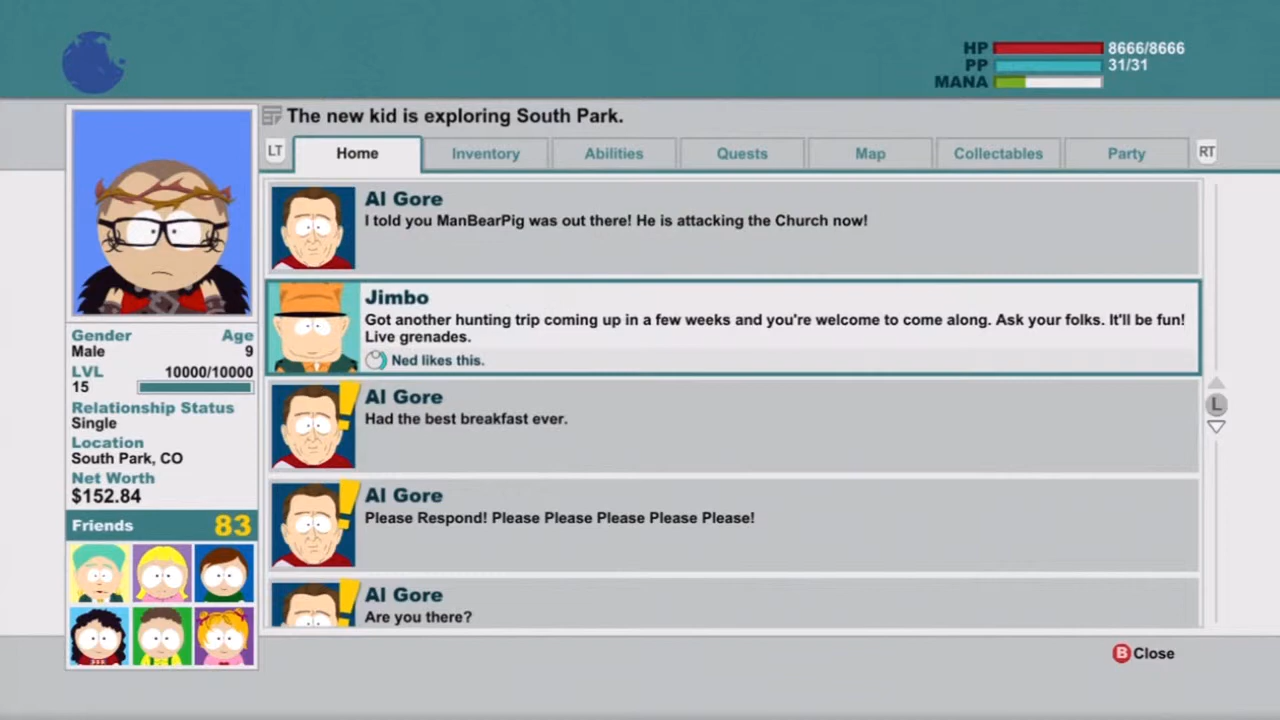 HP 8666/8666
PP 31/31
MANA
The new kid is exploring South Park.
LT Home Inventory Abilities Quests Map Collectables Party RT
Gender Age
Male 9
LVL 10000/10000
15
Relationship Status
Single
Location
South Park, CO
Net Worth
$152.84
Friends 83
Al Gore
I told you ManBearPig was out there! He is attacking the Church now!
Jimbo
Got another hunting trip coming up in a few weeks and you're welcome to come along. Ask your folks. It'll be fun!
Live grenades.
Ned likes this.
Al Gore
Had the best breakfast ever.
Al Gore
Please Respond! Please Please Please Please Please!
Al Gore
Are you there?
L
B Close